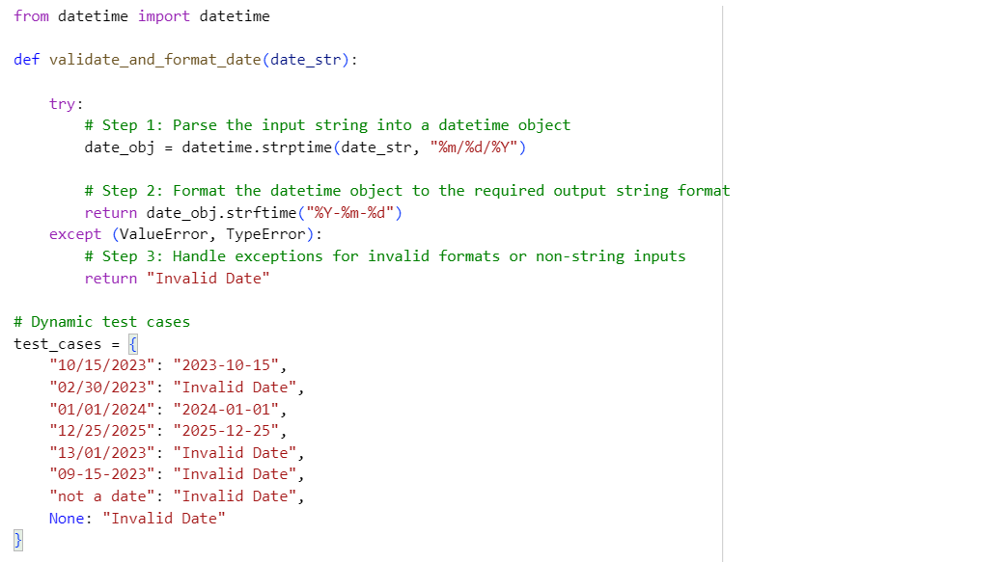 from datetime import datetime
def validate_and_format_date(date_str):
    try:
        # Step 1: Parse the input string into a datetime object
        date_obj = datetime.strptime(date_str, "%m/%d/%Y")
        # Step 2: Format the datetime object to the required output string format
        return date_obj.strftime("%Y-%m-%d")
    except (ValueError, TypeError):
        # Step 3: Handle exceptions for invalid formats or non-string inputs
        return "Invalid Date"
# Dynamic test cases
test_cases = {
    "10/15/2023": "2023-10-15",
    "02/30/2023": "Invalid Date",
    "01/01/2024": "2024-01-01",
    "12/25/2025": "2025-12-25",
    "13/01/2023": "Invalid Date",
    "09-15-2023": "Invalid Date",
    "not a date": "Invalid Date",
    None: "Invalid Date"
}